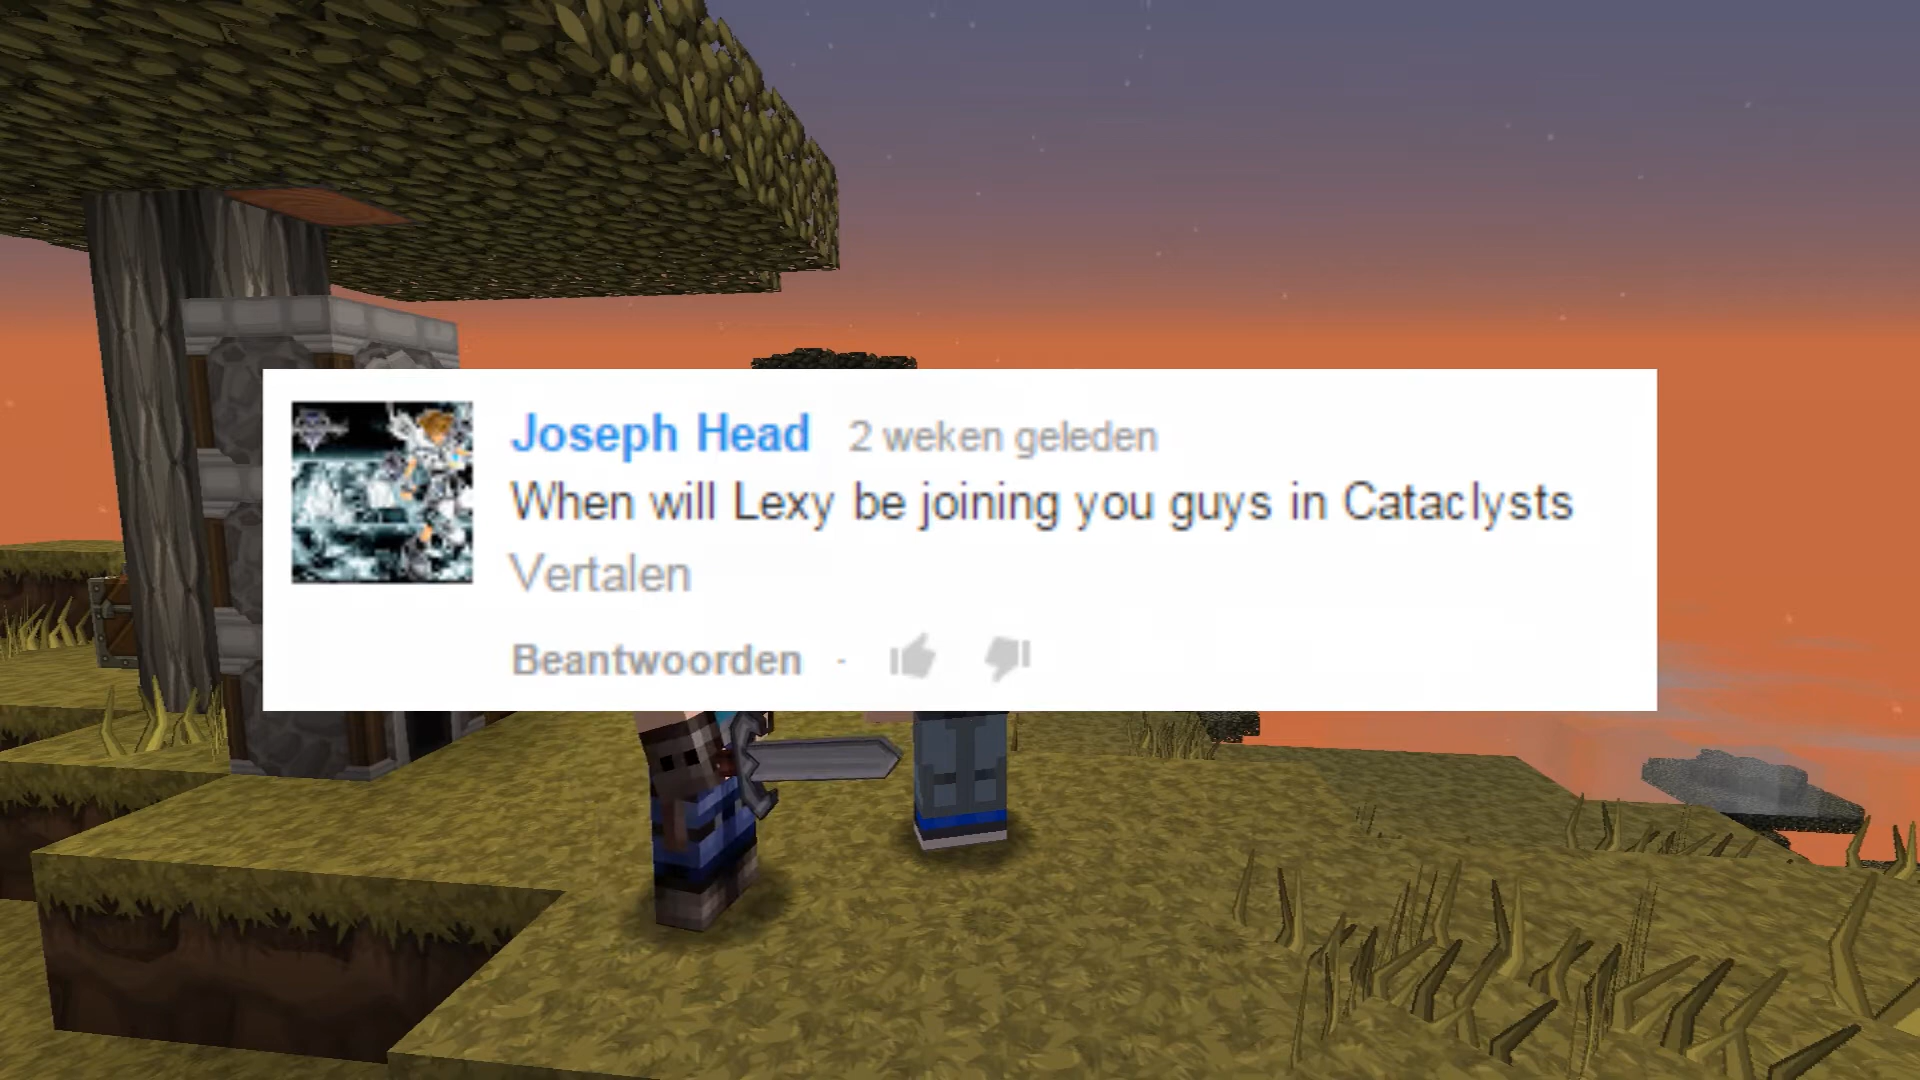 Joseph Head 2 weken geleden
When will Lexy be joining you guys in Cataclysts
Vertalen
Beantwoorden ·